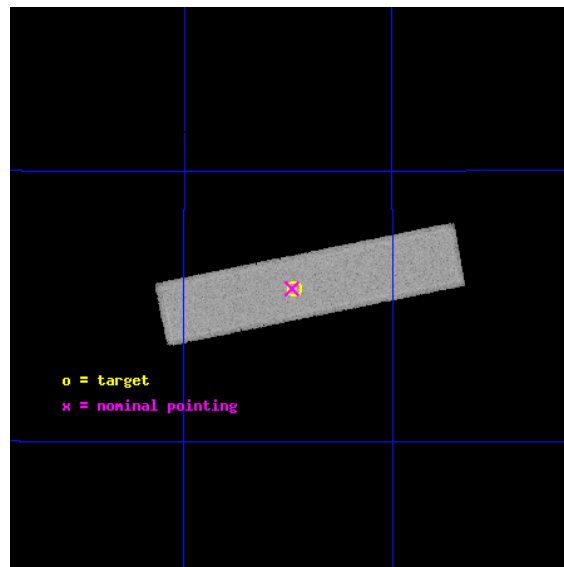 o = target
x = nominal pointing